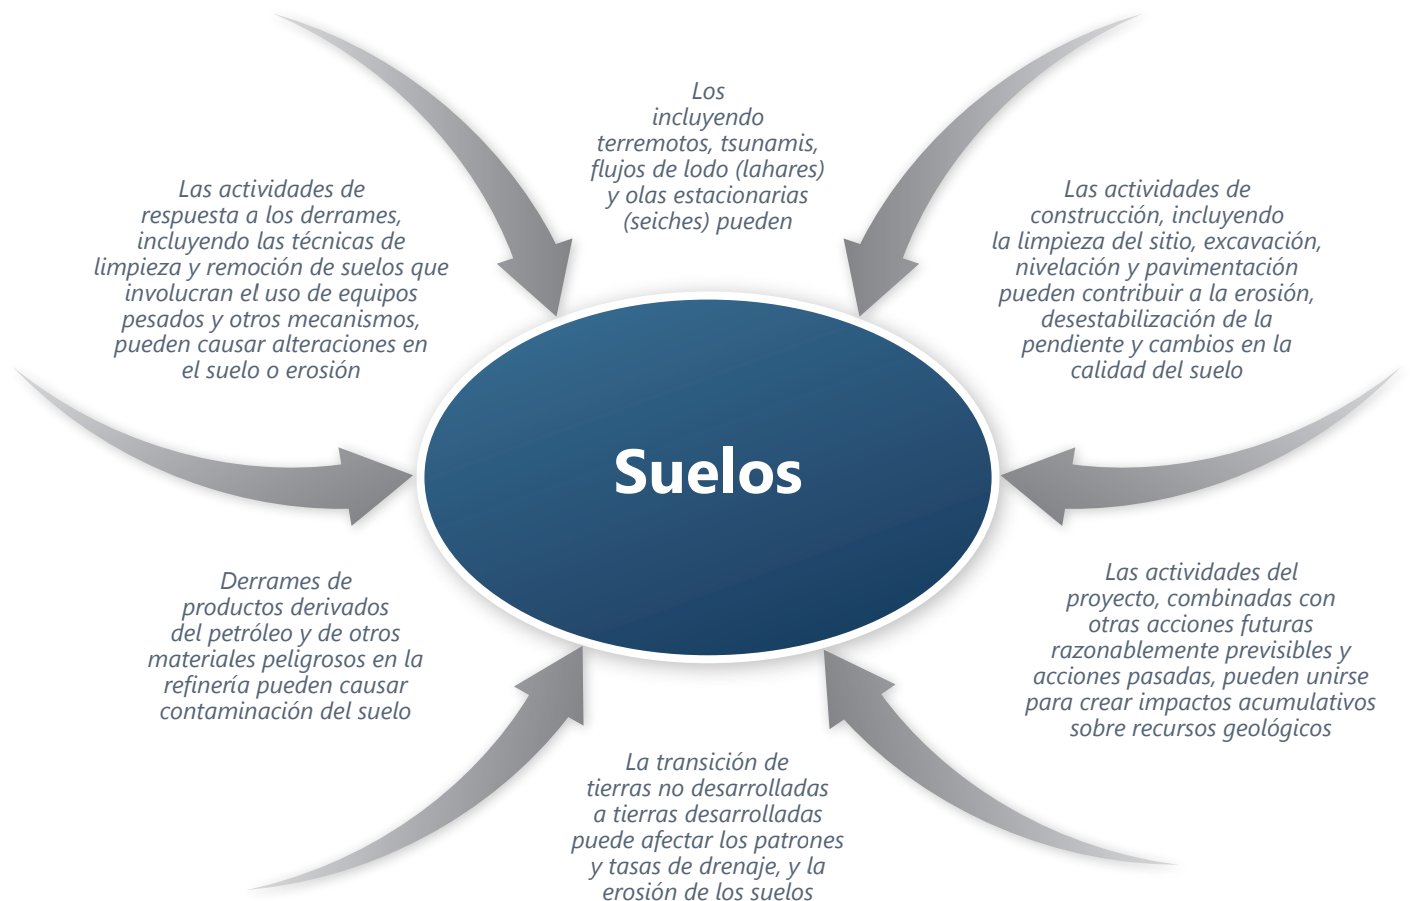 Los
incluyendo
terremotos, tsunamis,
flujos de lodo (lahares)
y olas estacionarias
(seiches) pueden
Las actividades de
respuesta a los derrames,
incluyendo las técnicas de
limpieza y remoción de suelos que
involucran el uso de equipos
pesados y otros mecanismos,
pueden causar alteraciones en
el suelo o erosión
Las actividades de
construcción, incluyendo
la limpieza del sitio, excavación,
nivelación y pavimentación
pueden contribuir a la erosión,
desestabilización de la
pendiente y cambios en la
calidad del suelo
Suelos
Derrames de
productos derivados
del petróleo y de otros
materiales peligrosos en la
refinería pueden causar
contaminación del suelo
Las actividades del
proyecto, combinadas con
otras acciones futuras
razonablemente previsibles y
acciones pasadas, pueden unirse
para crear impactos acumulativos
sobre recursos geológicos
La transición de
tierras no desarrolladas
a tierras desarrolladas
puede afectar los patrones
y tasas de drenaje, y la
erosión de los suelos